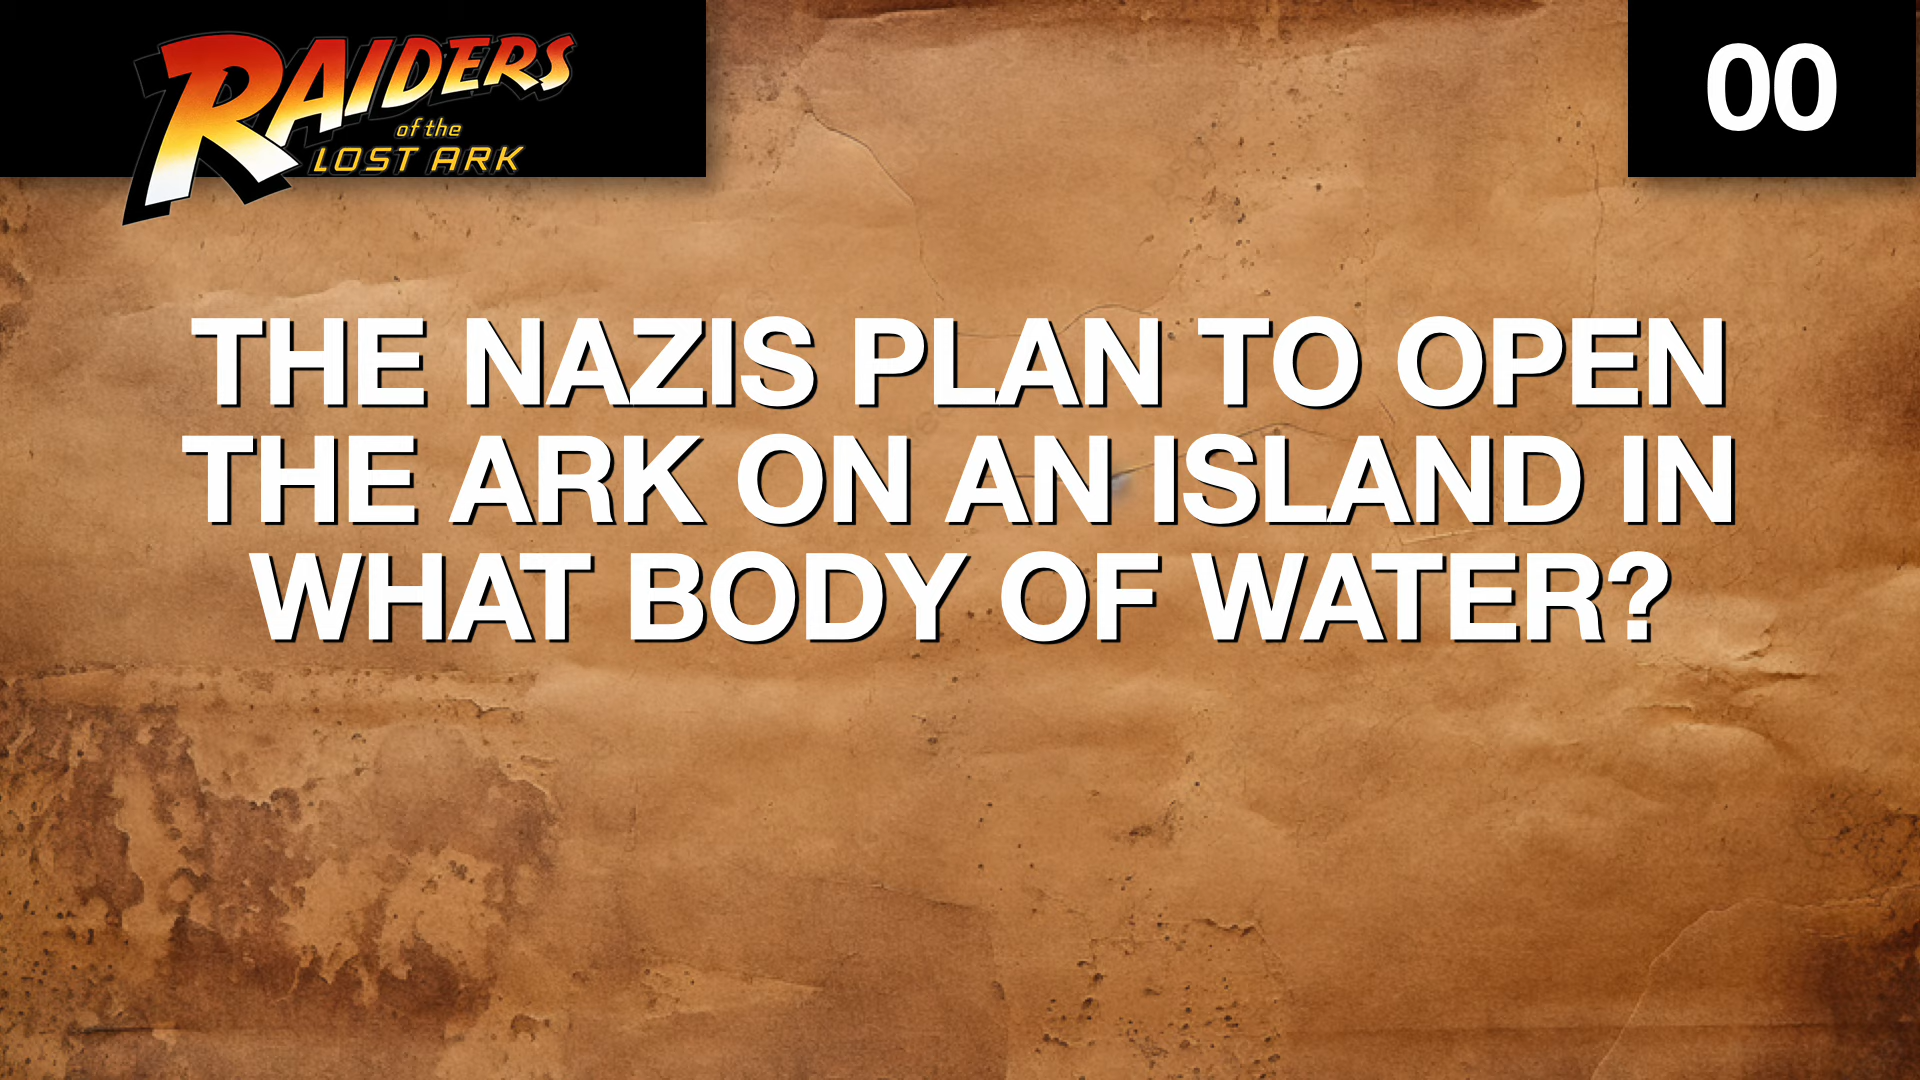 RAIDERS
of the
LOST ARK
00
THE NAZIS PLAN TO OPEN
THE ARK ON AN ISLAND IN
WHAT BODY OF WATER?